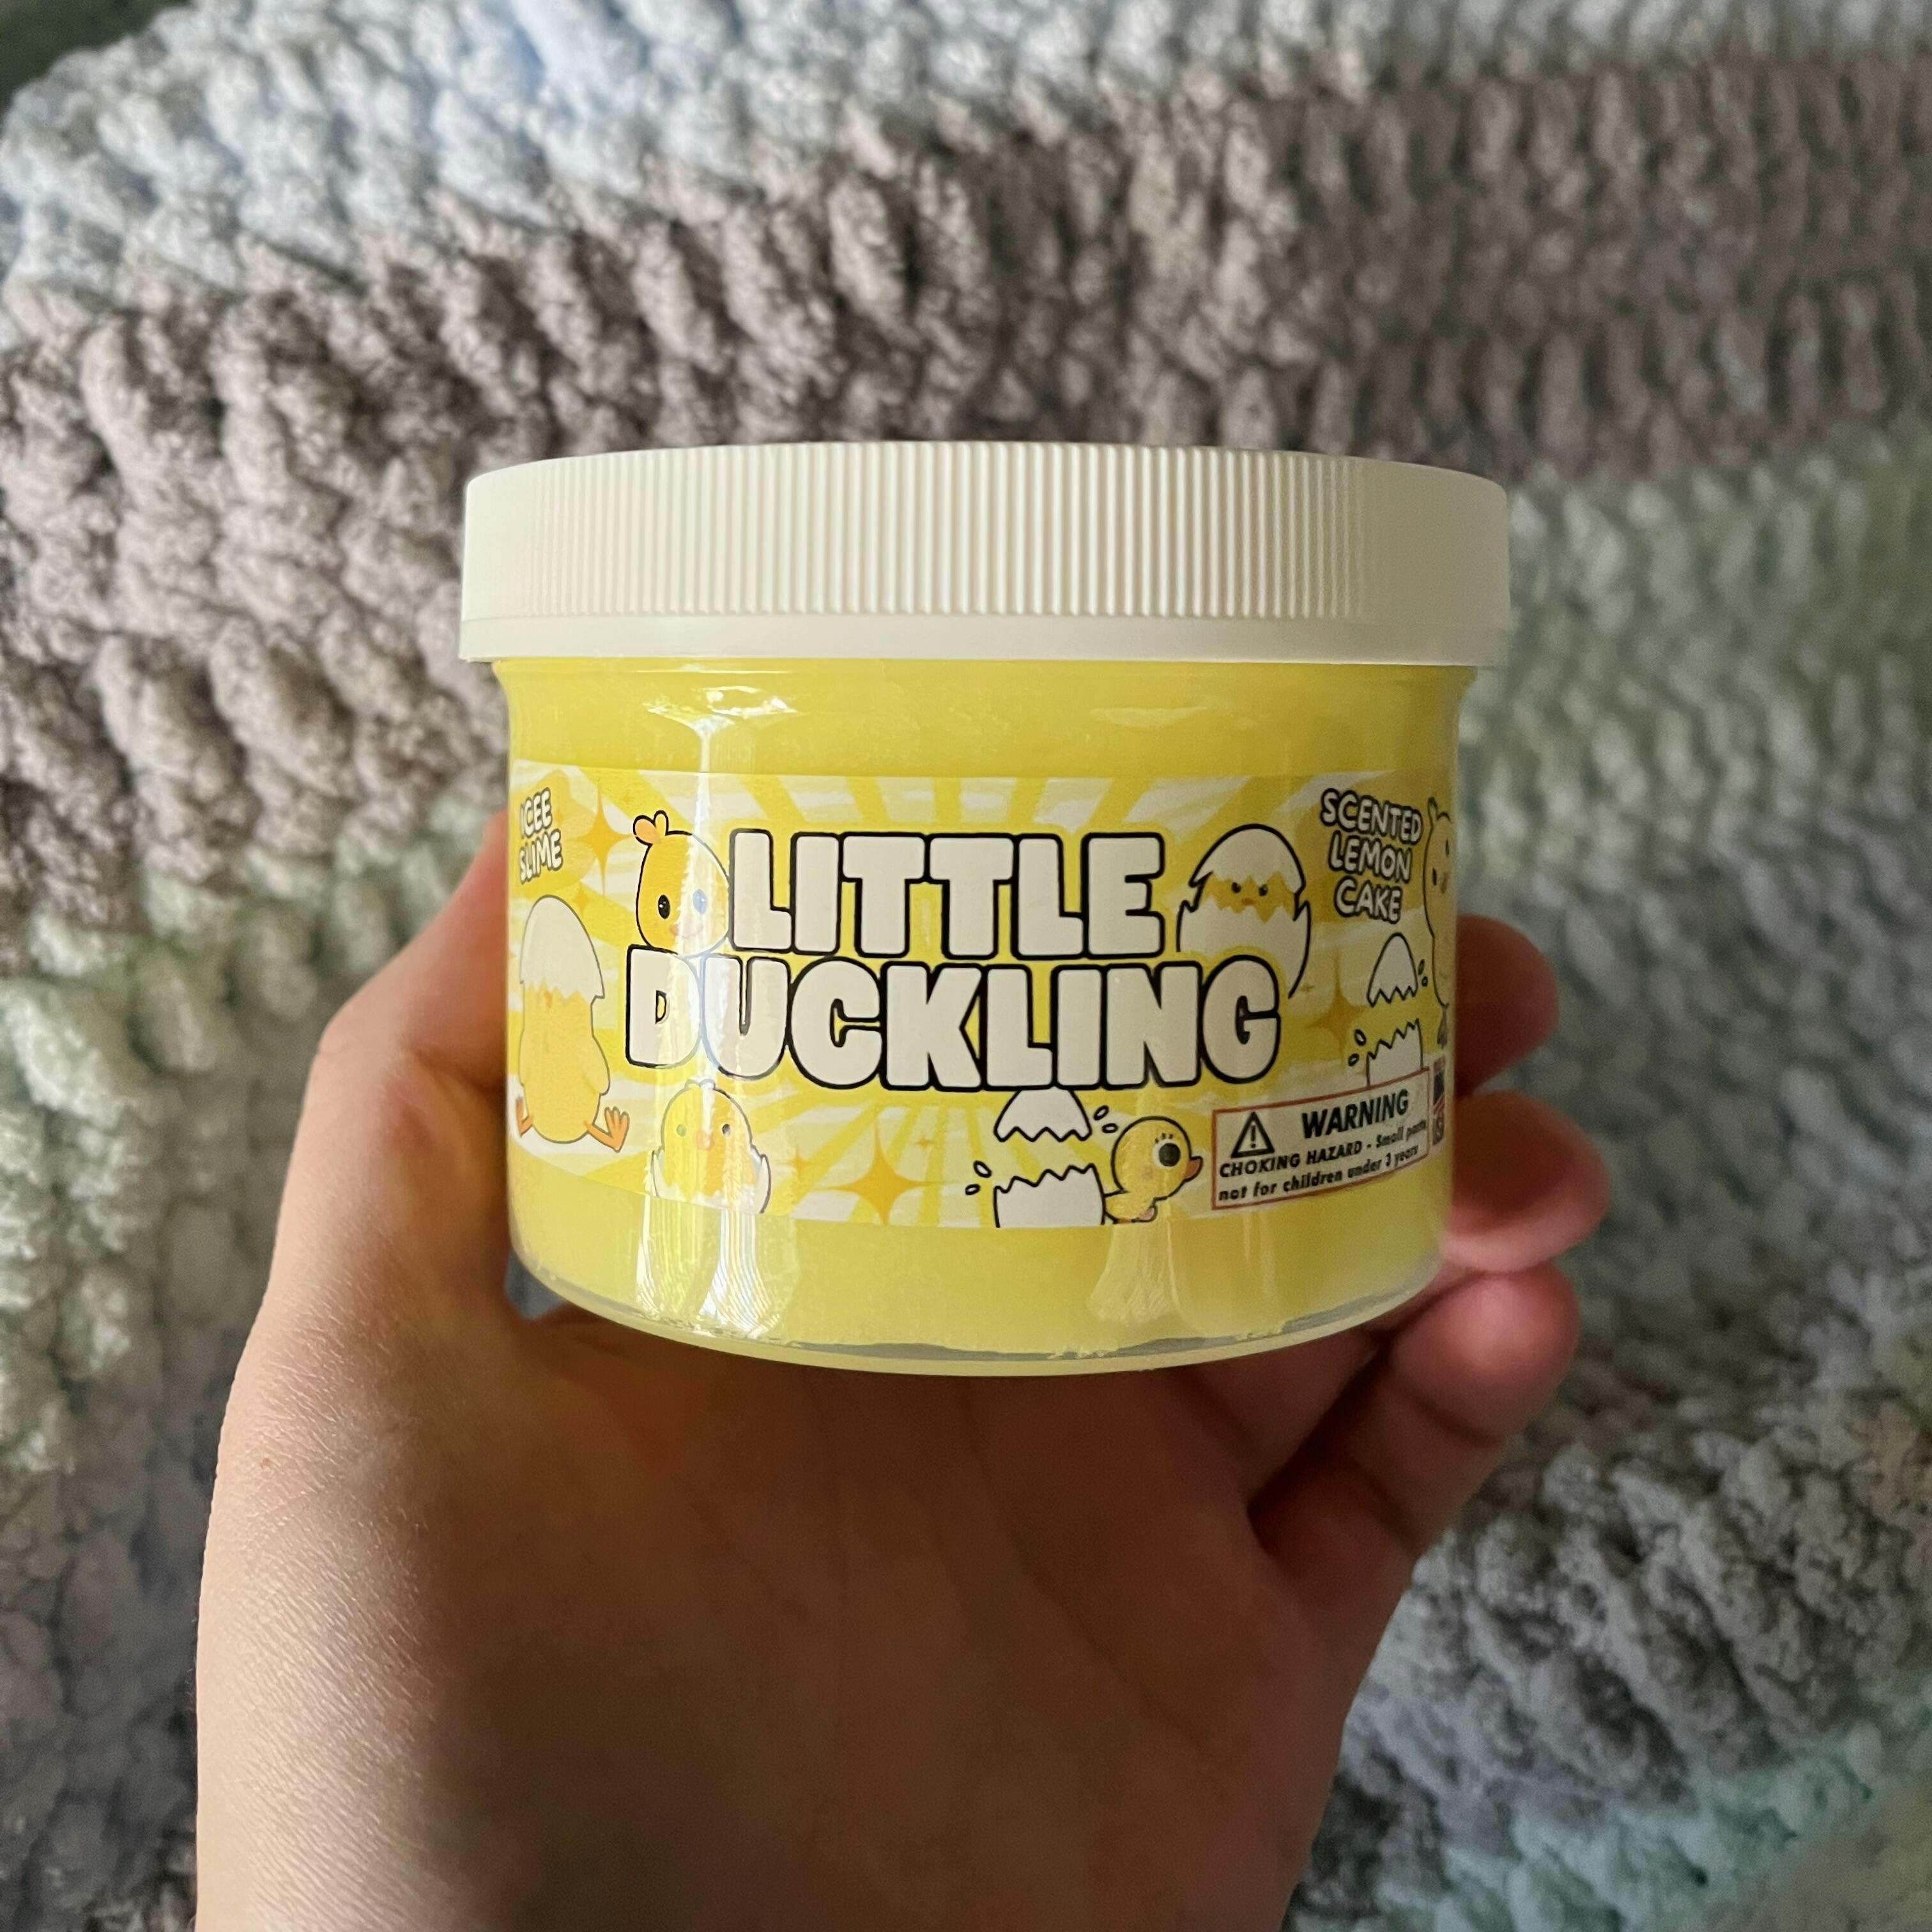 ICEE
SLIME
LITTLE
DUCKLING
SCENTED
LEMON
CAKE
WARNING
CHOKING HAZARD - Small parts
not for children under 3 years